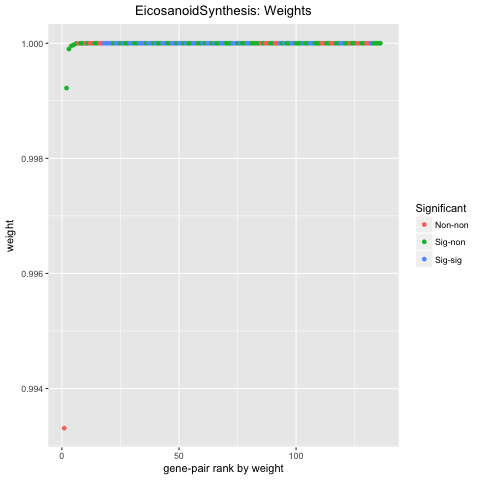 EicosanoidSynthesis: Weights
1.000
0.998
0.996
0.994
weight
0
50
100
gene-pair rank by weight
Significant
Non-non
Sig-non
Sig-sig